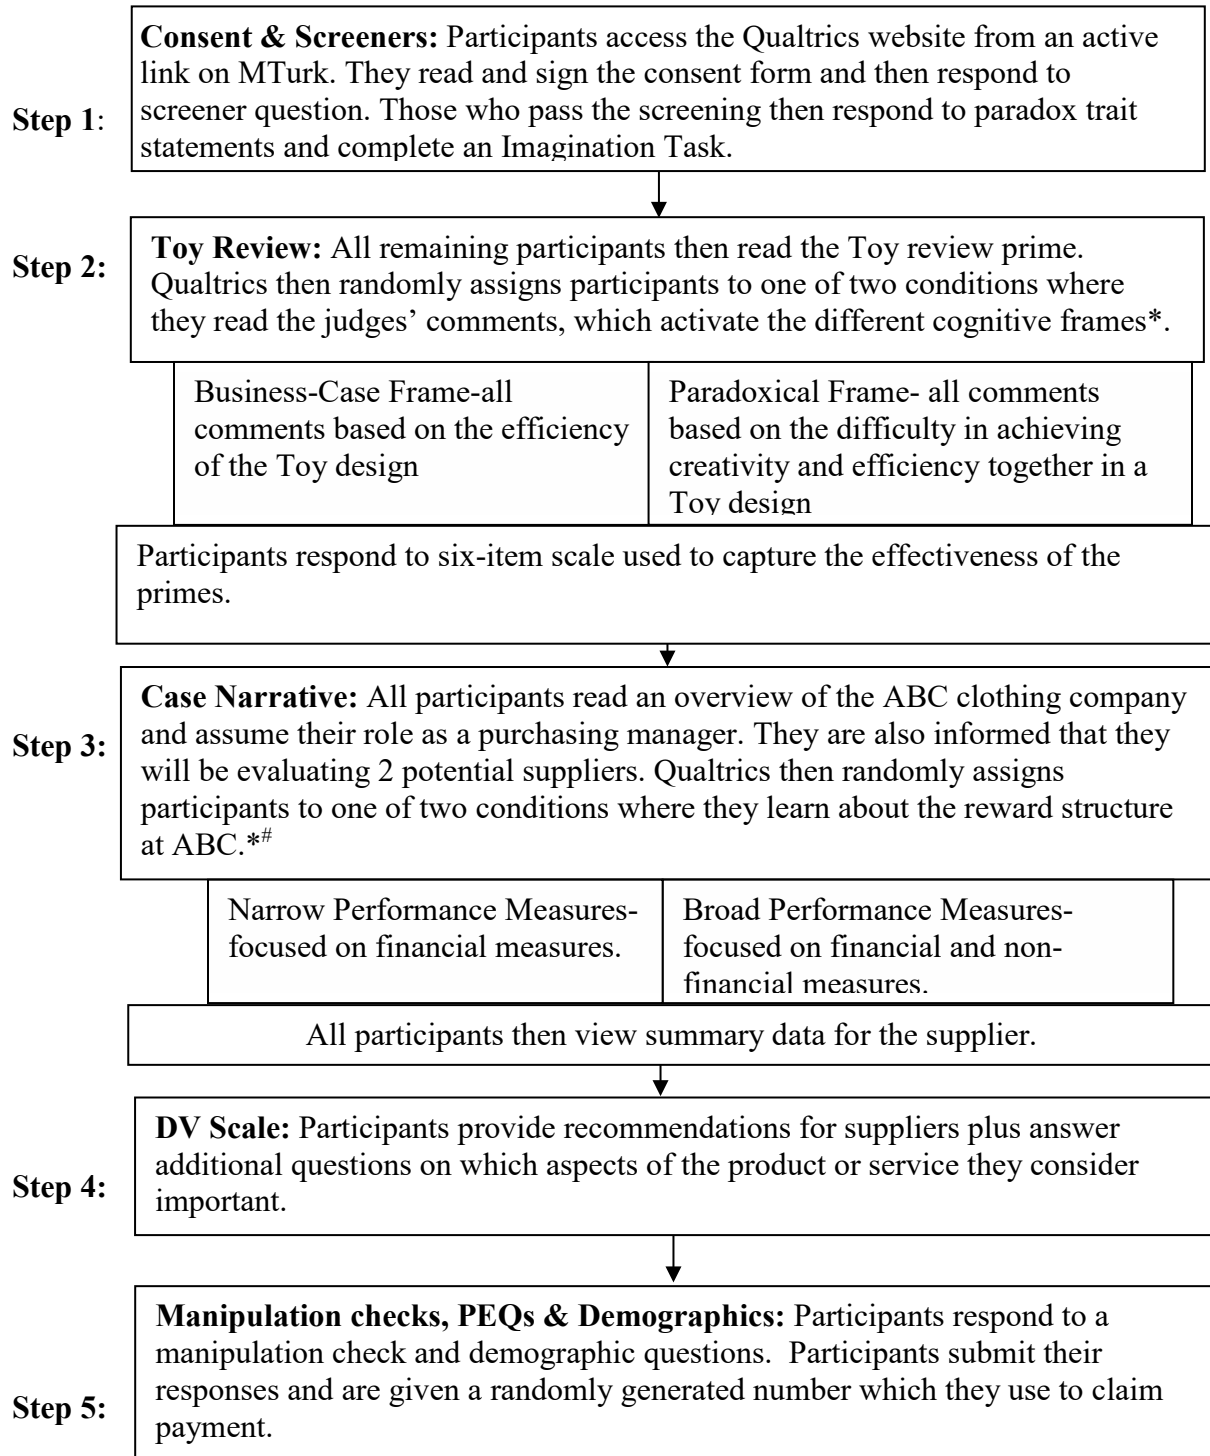 Consent & Screeners: Participants access the Qualtrics website from an active
link on MTurk. They read and sign the consent form and then respond to
Step 1:
screener question. Those who pass the screening then respond to paradox trait
statements and complete an Imagination Task.
Step 2:
Toy Review: All remaining participants then read the Toy review prime.
Qualtrics then randomly assigns participants to one of two conditions where
they read the judges’ comments, which activate the different cognitive frames*.
Business-Case Frame-all
comments based on the efficiency
of the Toy design
Paradoxical Frame- all comments
based on the difficulty in achieving
creativity and efficiency together in a
Toy design
Participants respond to six-item scale used to capture the effectiveness of the
primes.
Case Narrative: All participants read an overview of the ABC clothing company
Step 3:
and assume their role as a purchasing manager. They are also informed that they
will be evaluating 2 potential suppliers. Qualtrics then randomly assigns
participants to one of two conditions where they learn about the reward structure
at ABC.*#
Narrow Performance Measures-
focused on financial measures.
Broad Performance Measures-
focused on financial and non-
financial measures.
All participants then view summary data for the supplier.
DV Scale: Participants provide recommendations for suppliers plus answer
additional questions on which aspects of the product or service they consider
Step 4:
important.
Manipulation checks, PEQs & Demographics: Participants respond to a
manipulation check and demographic questions.  Participants submit their
Step 5:
responses and are given a randomly generated number which they use to claim
payment.